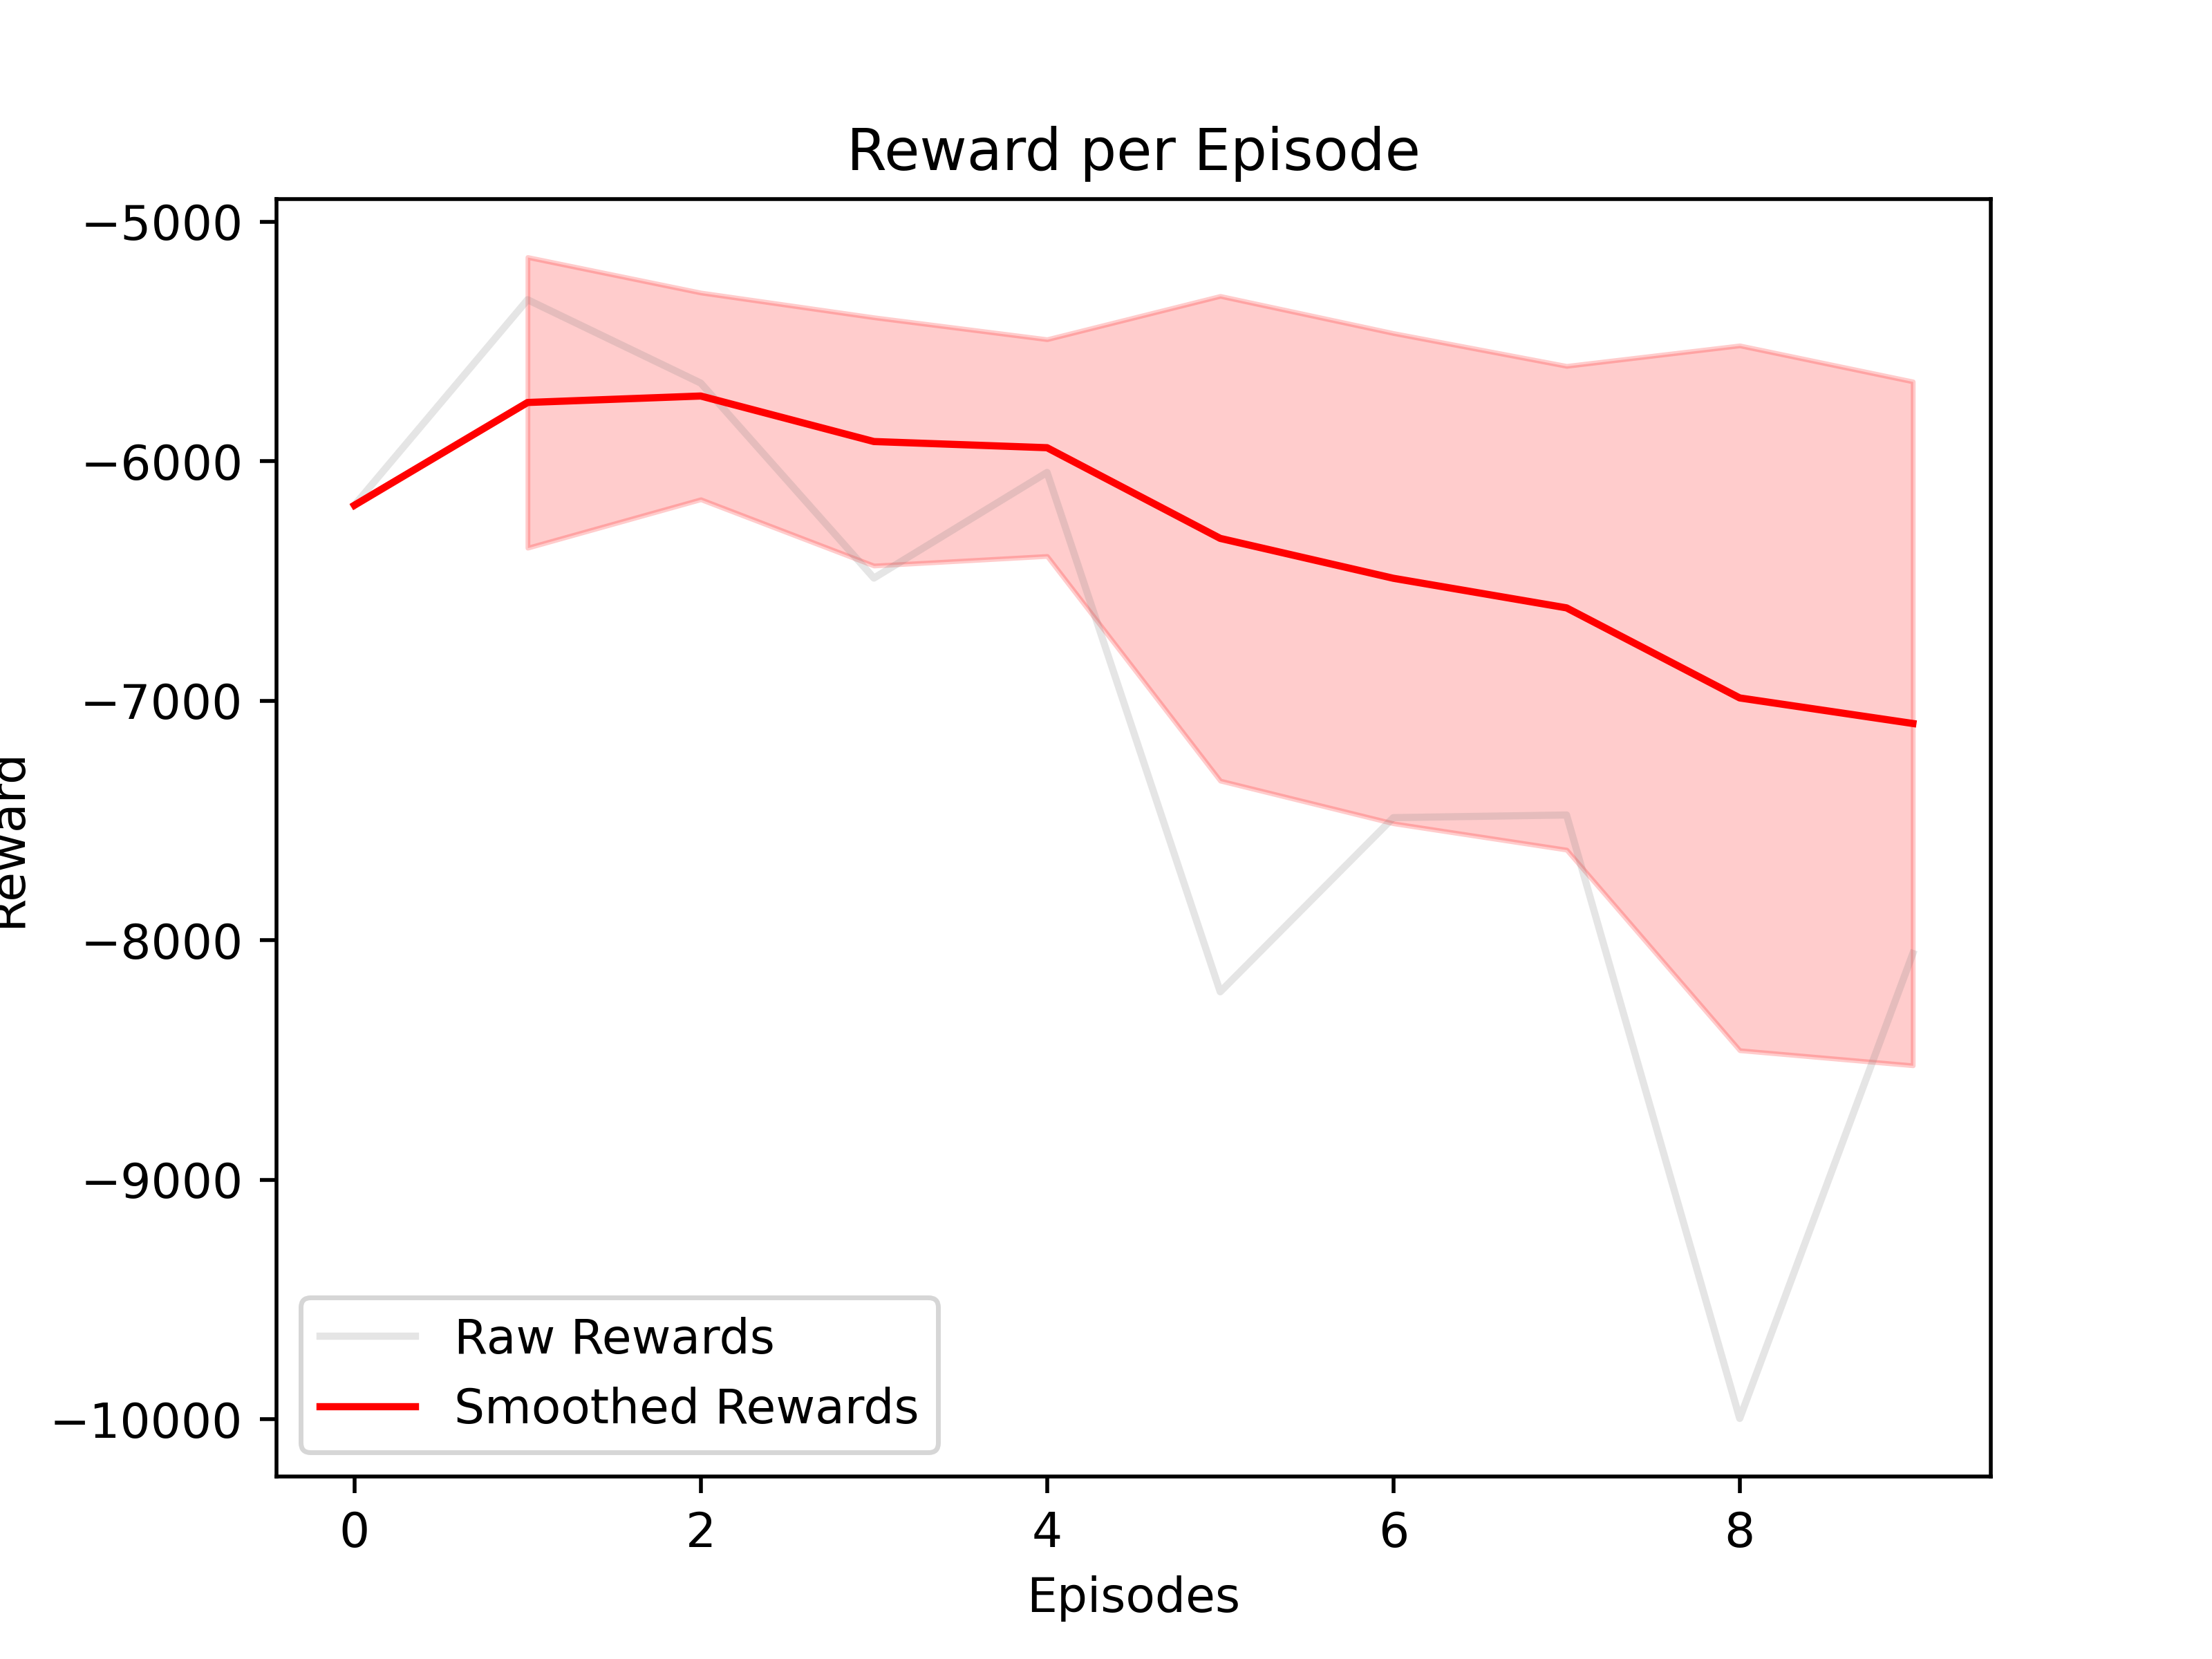 Reward per Episode
−5000
−6000
−7000
−8000
−9000
−10000
Reward
Raw Rewards
Smoothed Rewards
0 2 4 6 8
Episodes